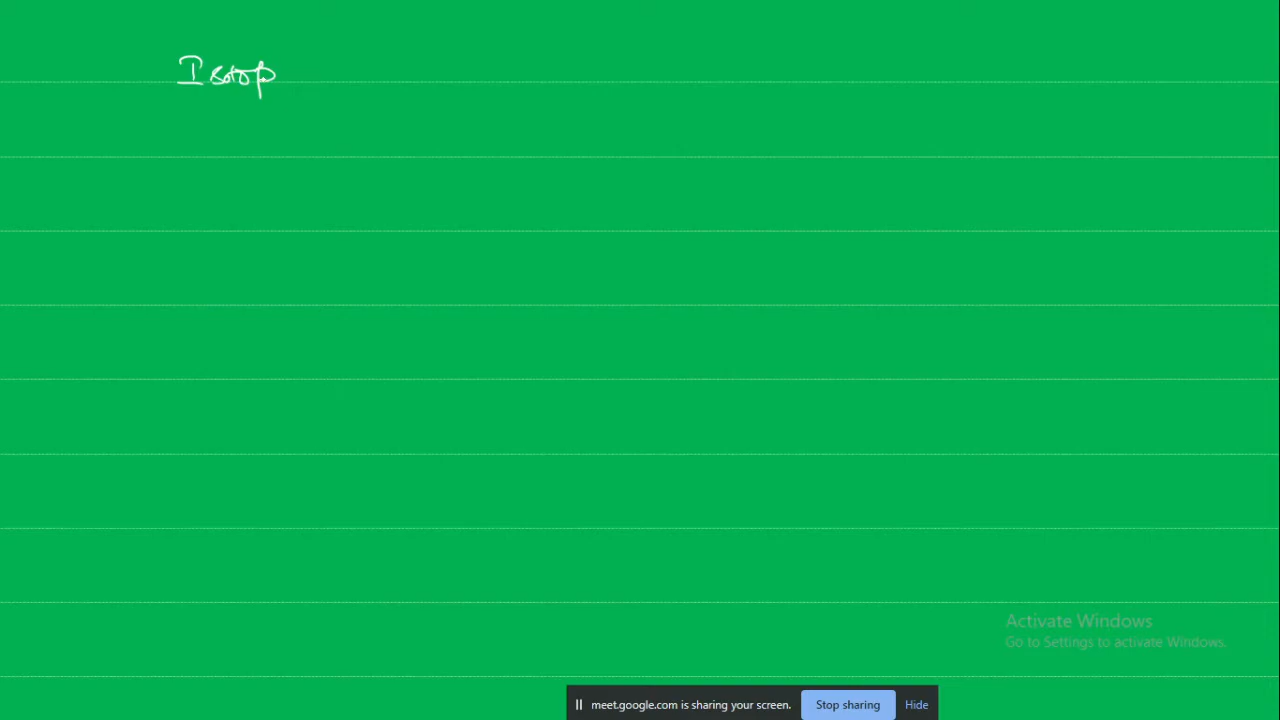 Isotop
Activate Windows
Go to Settings to activate Windows.
meet.google.com is sharing your screen. Stop sharing Hide